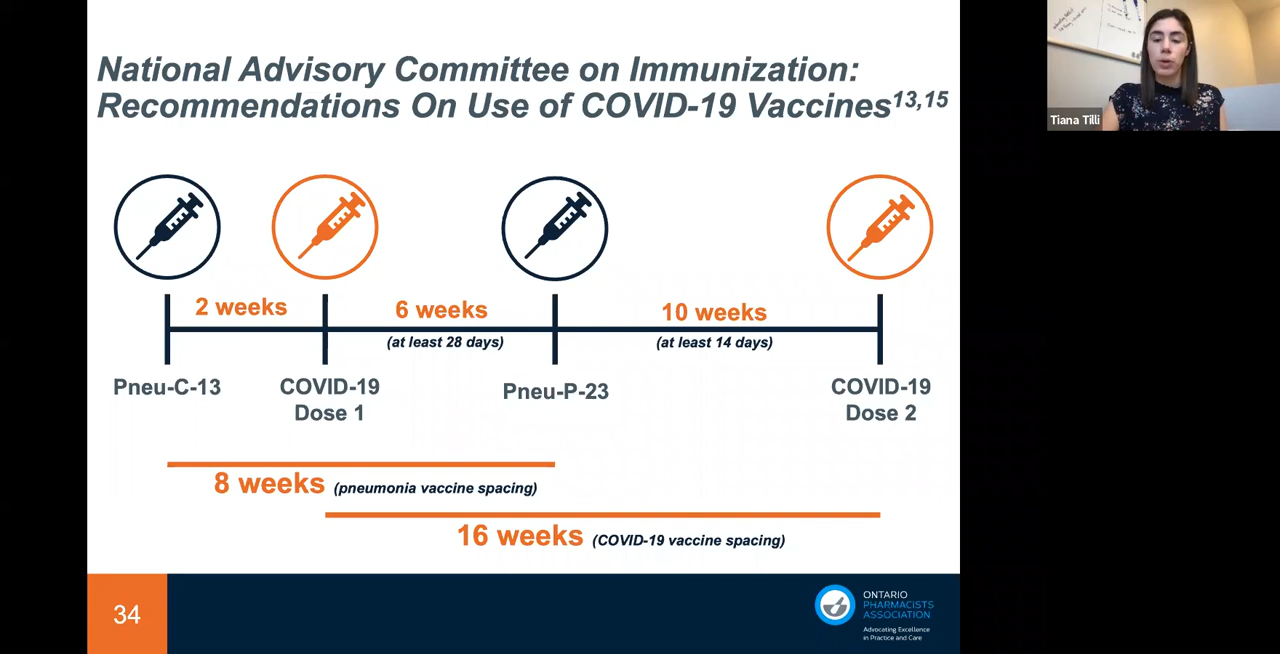 National Advisory Committee on Immunization:
Recommendations On Use of COVID-19 Vaccines13,15
Tiana Tilli
2 weeks
6 weeks
(at least 28 days)
10 weeks
(at least 14 days)
Pneu-C-13
COVID-19
Dose 1
Pneu-P-23
COVID-19
Dose 2
8 weeks (pneumonia vaccine spacing)
16 weeks (COVID-19 vaccine spacing)
34
ONTARIO
PHARMACISTS
ASSOCIATION
Advocating Excellence
in Practice and Care